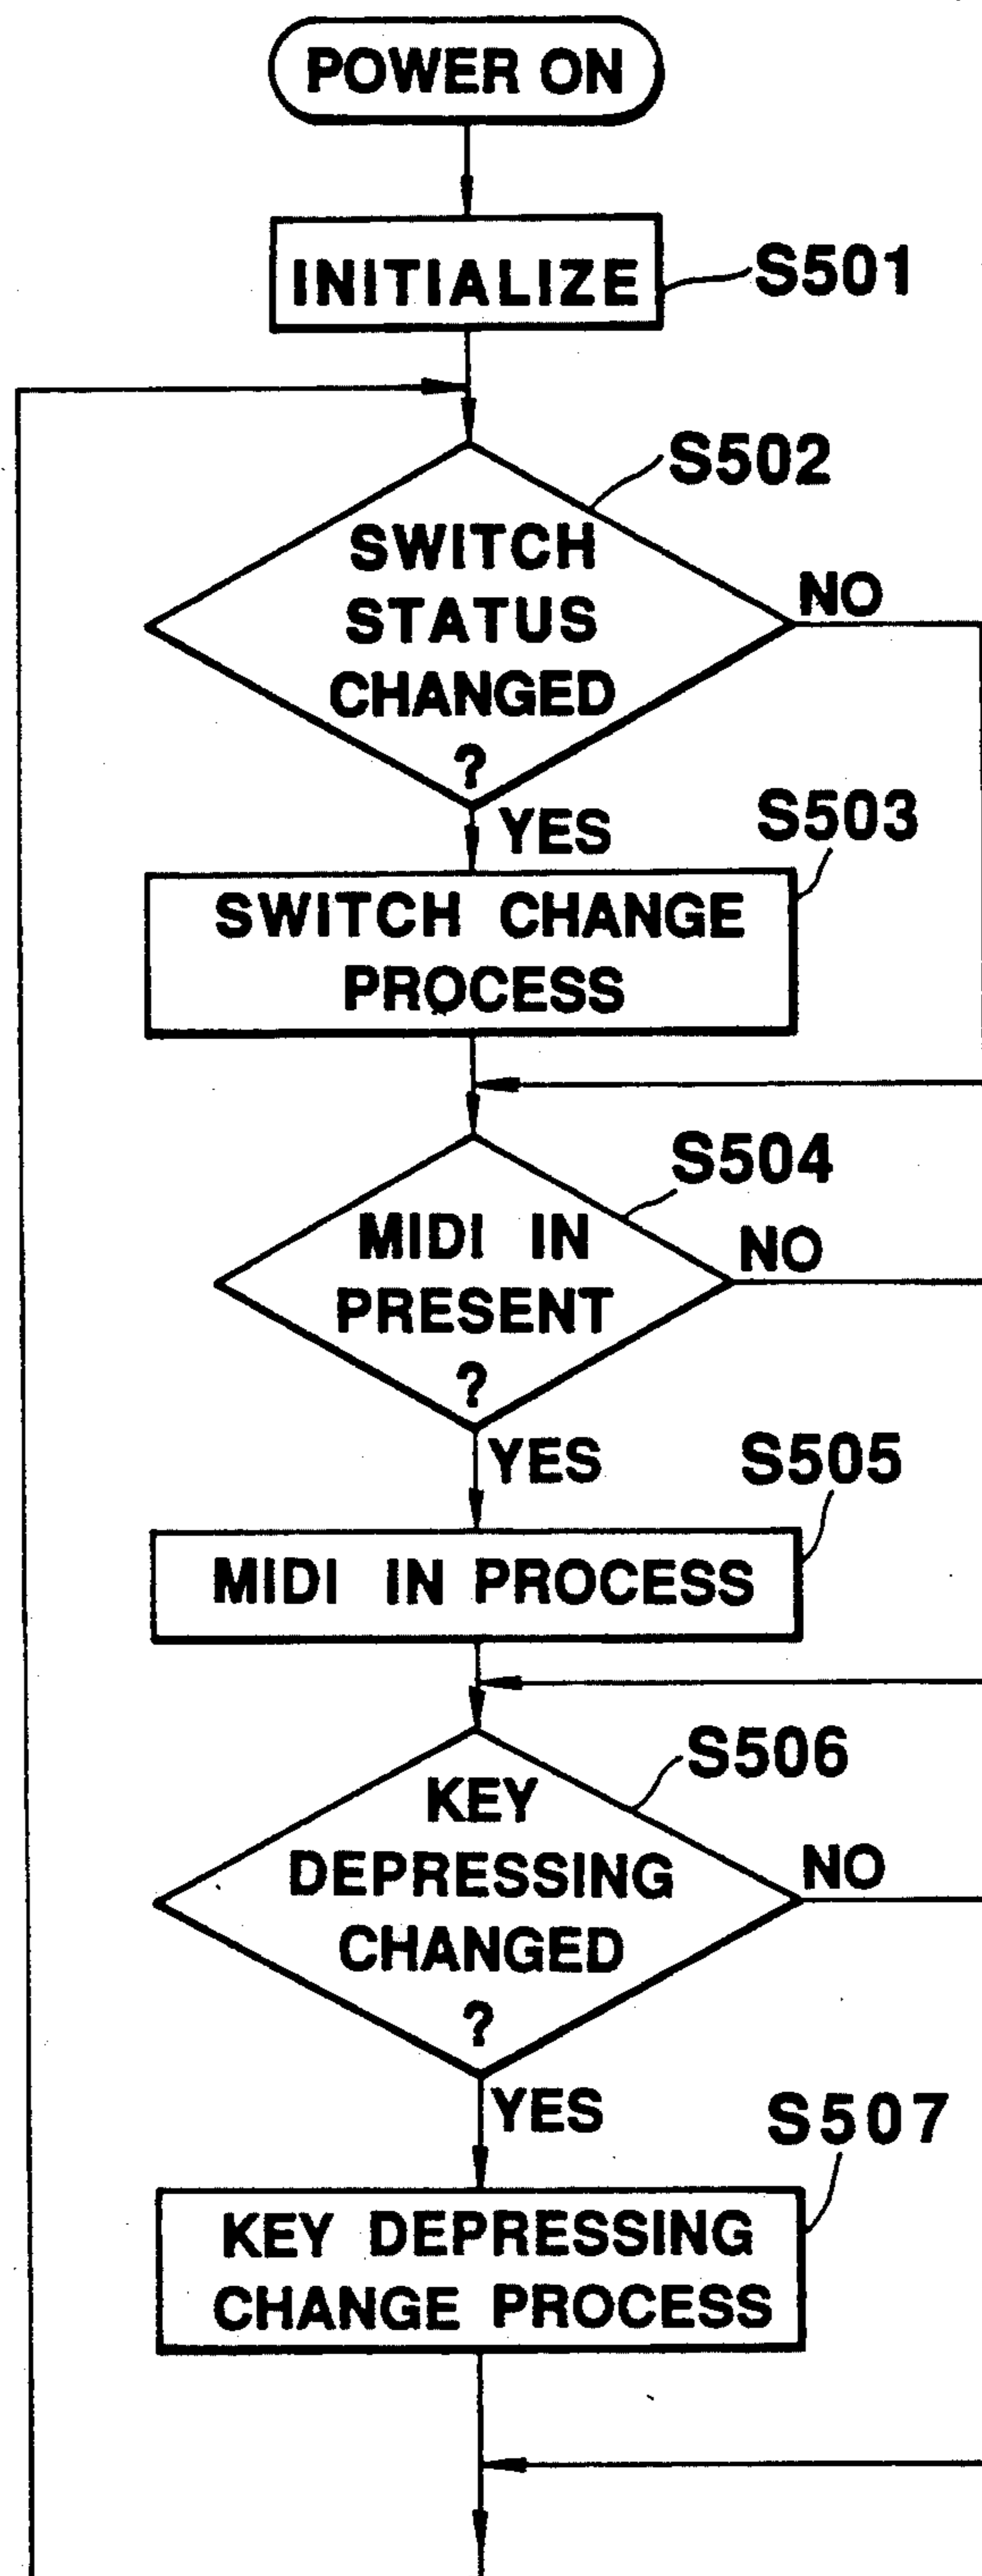 POWER ON
INITIALIZE
S501
S502
SWITCH
STATUS
CHANGED
?
NO
YES
S503
SWITCH CHANGE
PROCESS
S504
MIDI IN
PRESENT
?
NO
YES
S505
MIDI IN PROCESS
S506
KEY
DEPRESSING
CHANGED
?
NO
YES
S507
KEY DEPRESSING
CHANGE PROCESS